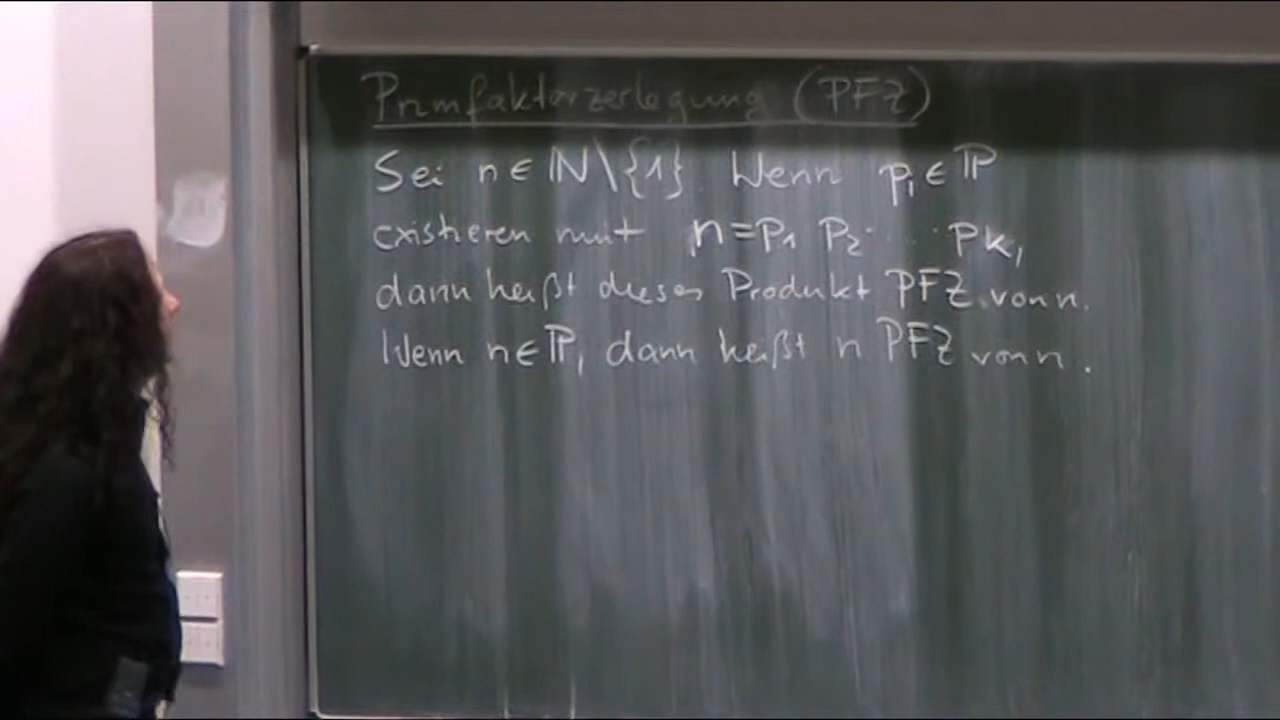 Primfaktorzerlegung (PFZ)
Sei n ∈ ℕ\{1}. Wenn pᵢ ∈ ℙ
existieren mit n = p₁ · p₂ · ... · pₖ,
dann heißt dieses Produkt PFZ von n.
Wenn n ∈ ℙ, dann heißt n PFZ von n.